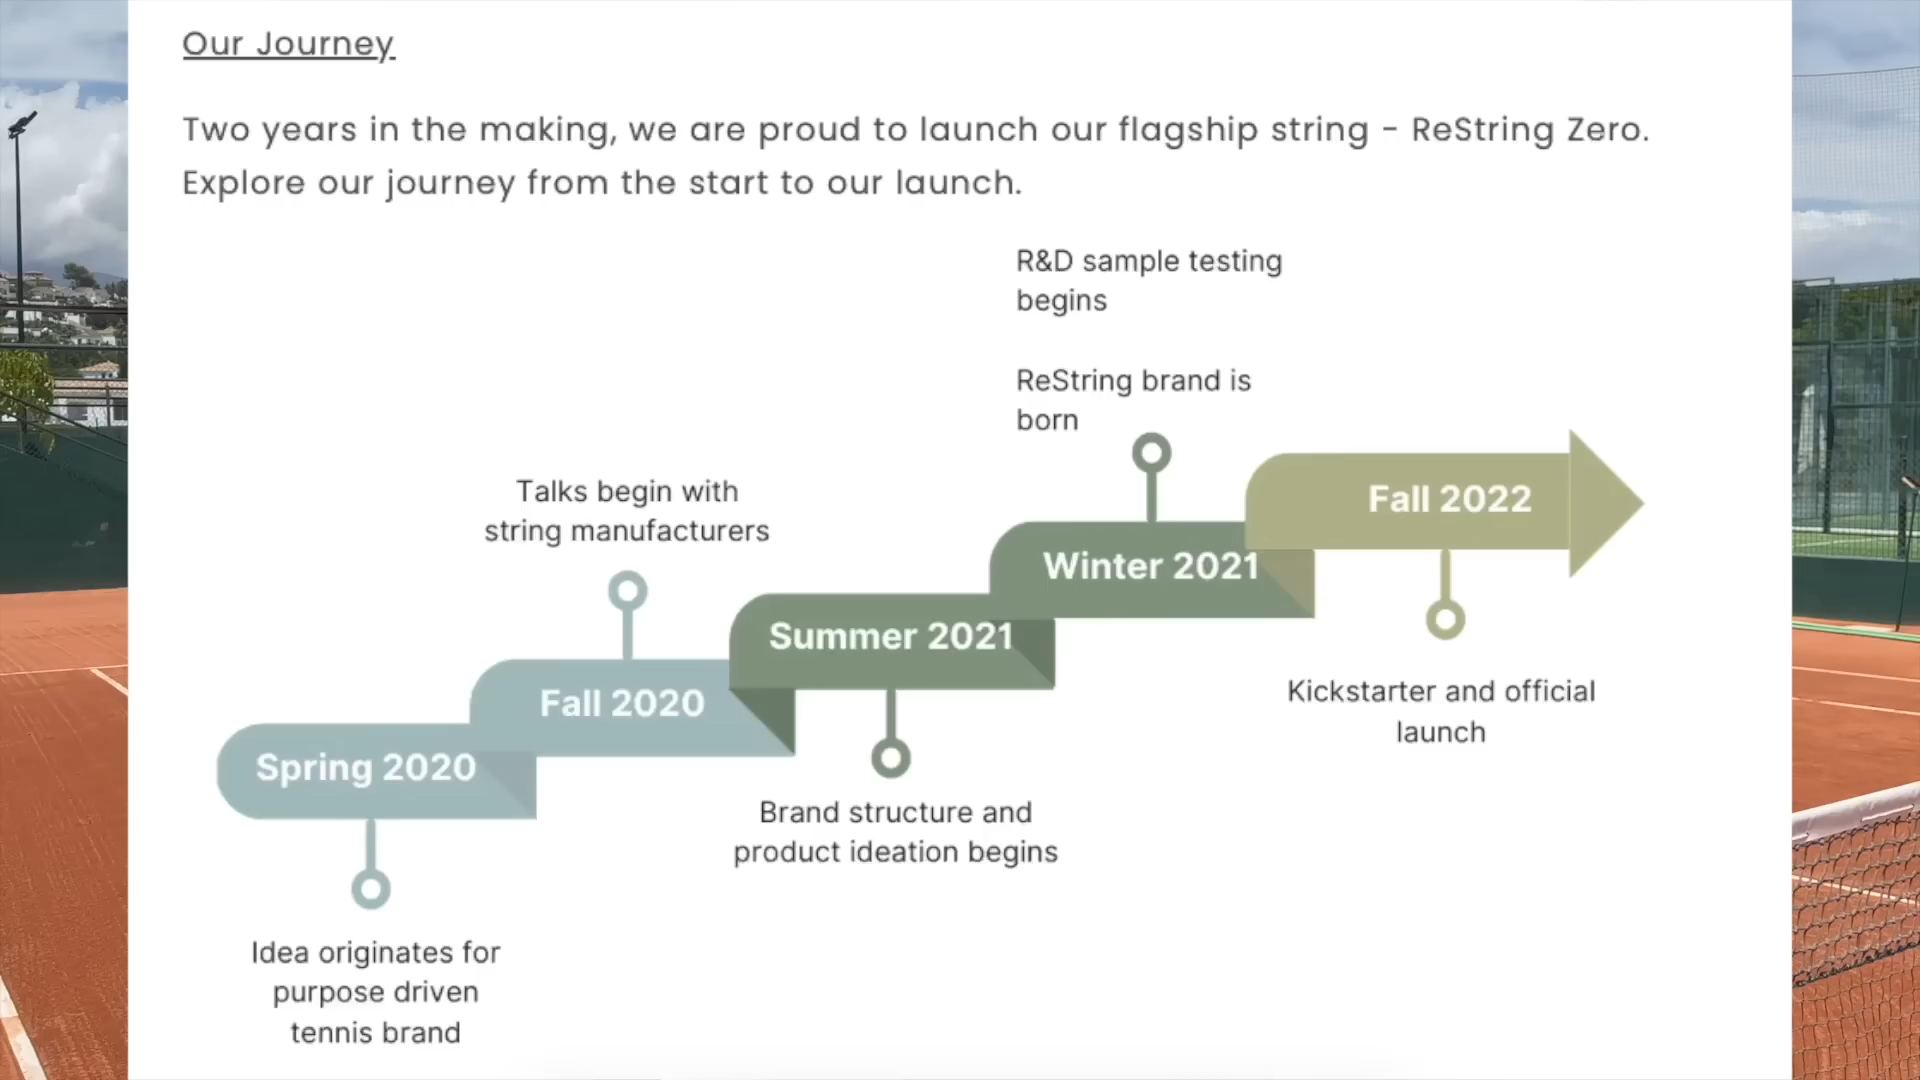 Our Journey
Two years in the making, we are proud to launch our flagship string - ReString Zero.
Explore our journey from the start to our launch.
R&D sample testing
begins
ReString brand is
born
Talks begin with
string manufacturers
Fall 2022
Winter 2021
Summer 2021
Fall 2020
Spring 2020
Kickstarter and official
launch
Brand structure and
product ideation begins
Idea originates for
purpose driven
tennis brand